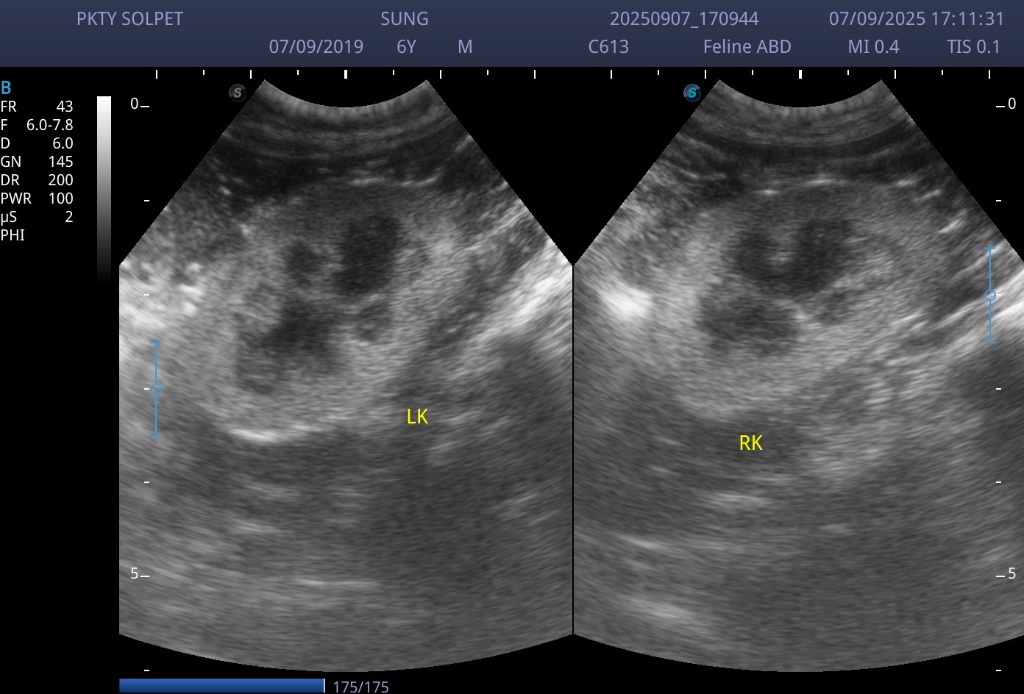 PKTY SOLPET SUNG 20250907_170944 07/09/2025 17:11:31
07/09/2019 6Y M C613 Feline ABD MI 0.4 TIS 0.1
B
FR 43
F 6.0-7.8
D 6.0
GN 145
DR 200
PWR 100
µS 2
PHI
S S
0 0
LK
RK
5 5
175/175